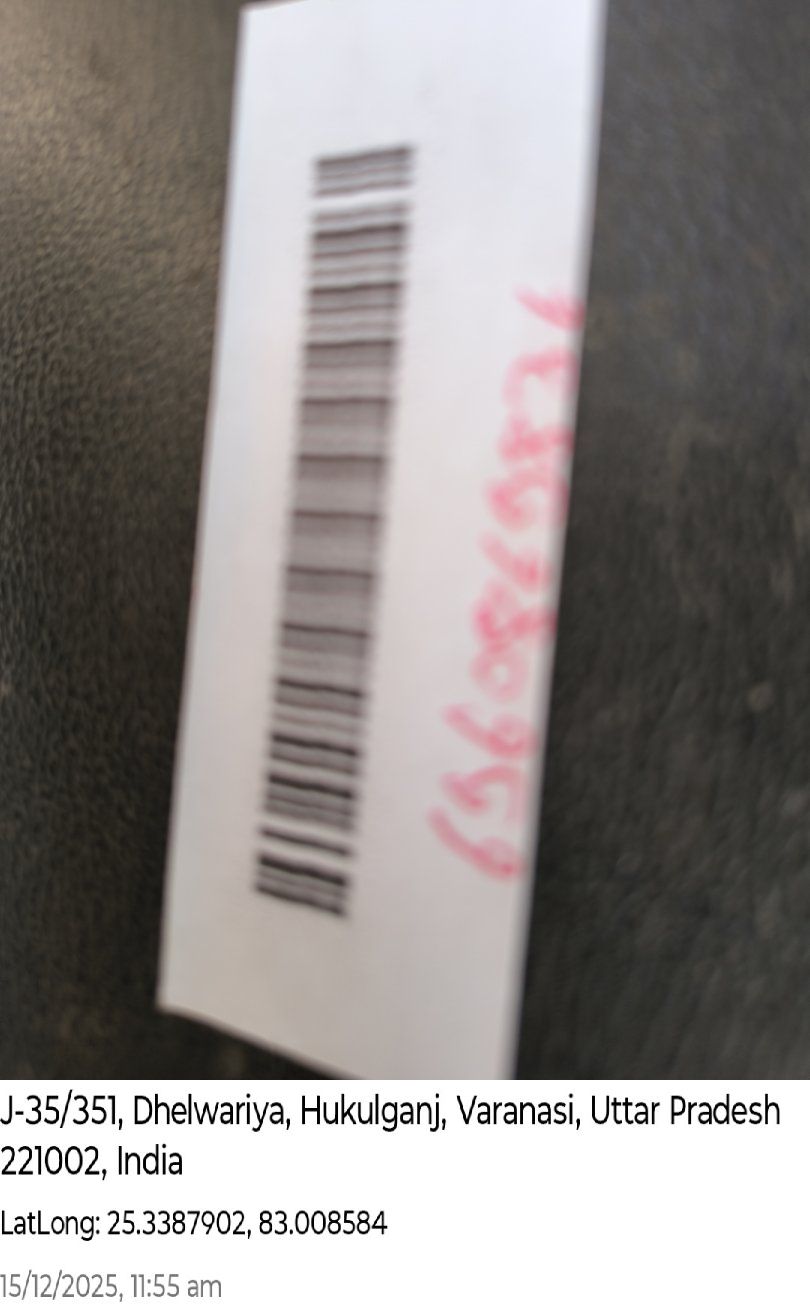 J-35/351, Dhelwariya, Hukulganj, Varanasi, Uttar Pradesh
221002, India
LatLong: 25.3387902, 83.008584
15/12/2025, 11:55 am